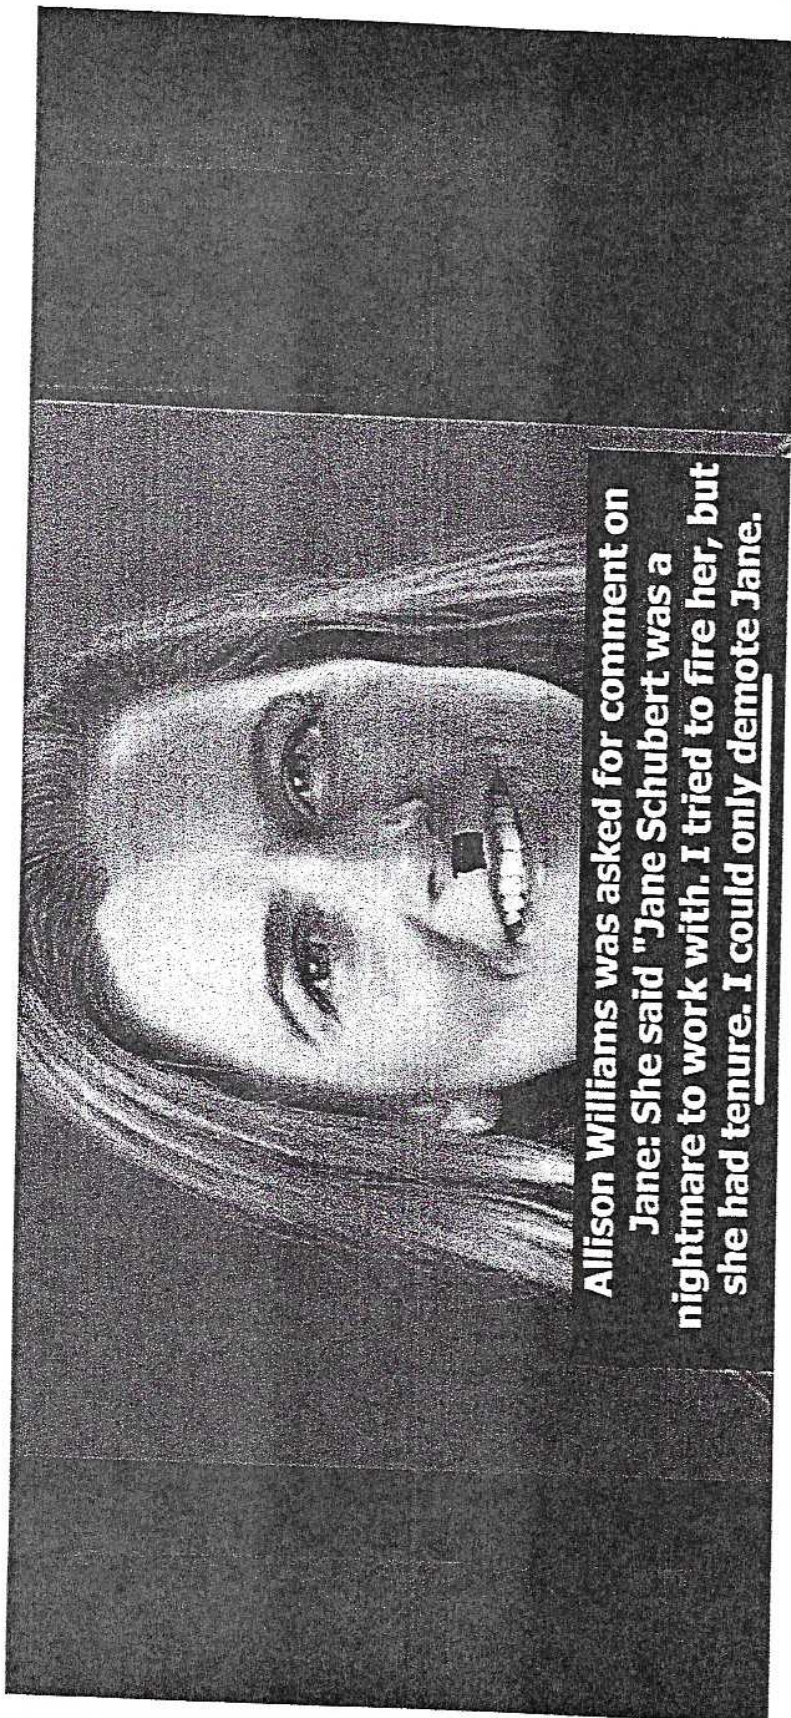 Allison Williams was asked for comment on
Jane: She said "Jane Schubert was a
nightmare to work with. I tried to fire her, but
she had tenure. I could only demote Jane.